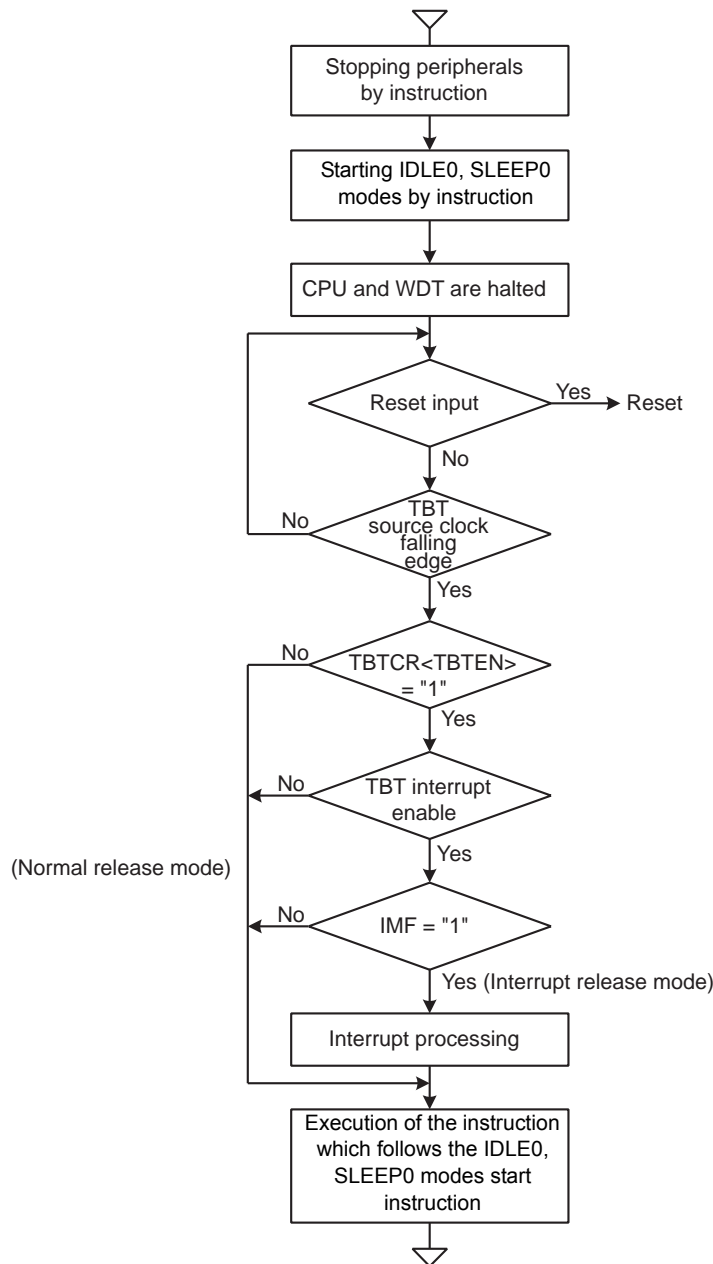 Stopping peripherals
by instruction
Starting IDLE0, SLEEP0
modes by instruction
CPU and WDT are halted
Reset input
Yes
Reset
No
TBT
source clock
falling
edge
No
Yes
TBTCR<TBTEN>
= "1"
No
Yes
TBT interrupt
enable
No
Yes
(Normal release mode)
IMF = "1"
No
Yes (Interrupt release mode)
Interrupt processing
Execution of the instruction
which follows the IDLE0,
SLEEP0 modes start
instruction